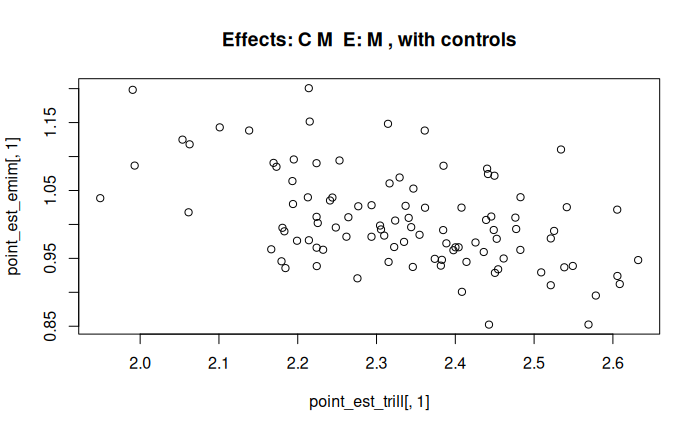 Effects: C M E: M , with controls
point_est_emim[, 1]
1.15
1.05
0.95
0.85
2.0 2.1 2.2 2.3 2.4 2.5 2.6
point_est_trill[, 1]